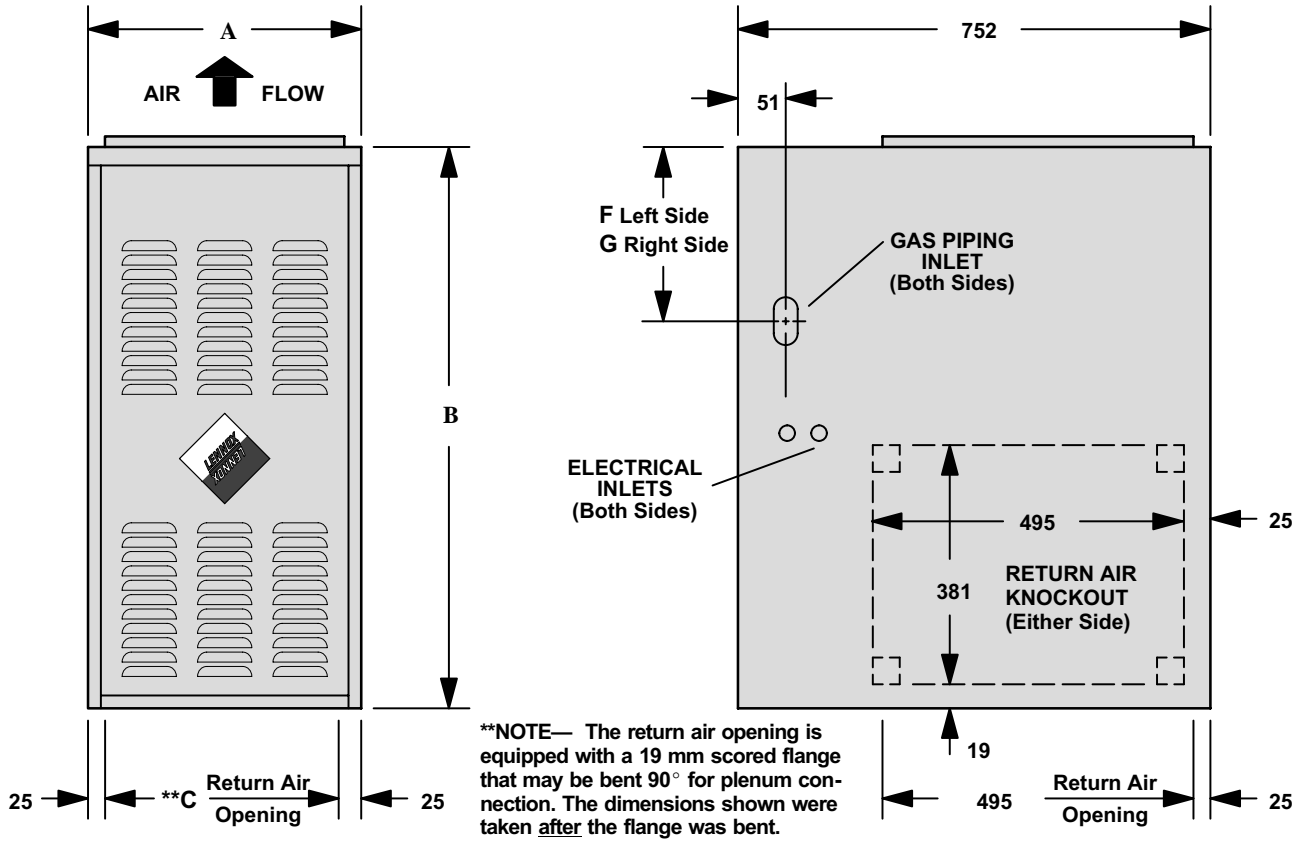 A
AIR FLOW
B
25
**C Return Air
Opening
25
752
51
F Left Side
G Right Side
GAS PIPING
INLET
(Both Sides)
ELECTRICAL
INLETS
(Both Sides)
495
25
381
RETURN AIR
KNOCKOUT
(Either Side)
19
495 Return Air
Opening
25
LENNOX
LENNOX
**NOTE— The return air opening is
equipped with a 19 mm scored flange
that may be bent 90° for plenum con-
nection. The dimensions shown were
taken after the flange was bent.